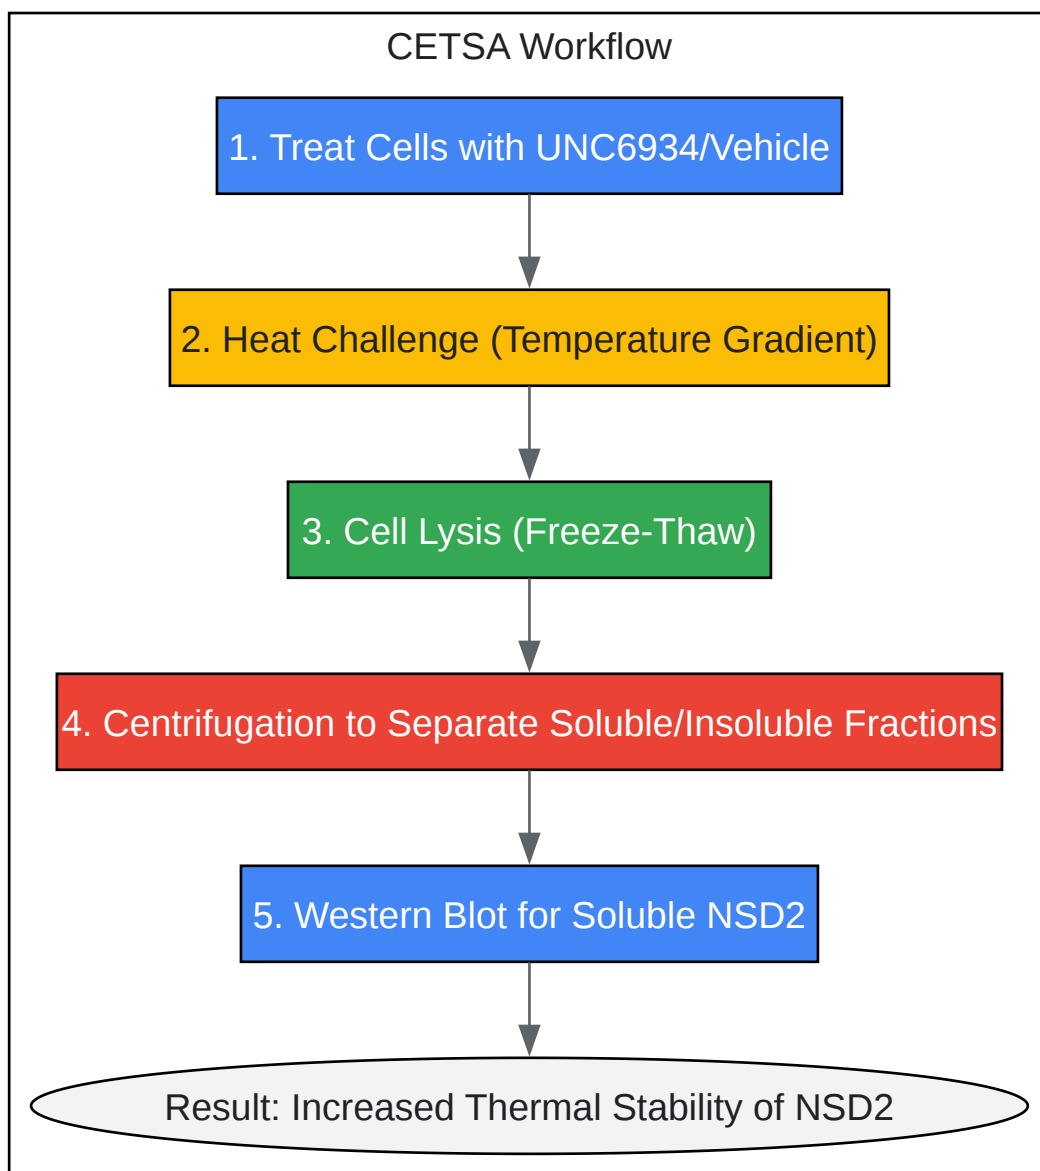 CETSA Workflow
1. Treat Cells with UNC6934/Vehicle
2. Heat Challenge (Temperature Gradient)
3. Cell Lysis (Freeze-Thaw)
4. Centrifugation to Separate Soluble/Insoluble Fractions
5. Western Blot for Soluble NSD2
Result: Increased Thermal Stability of NSD2